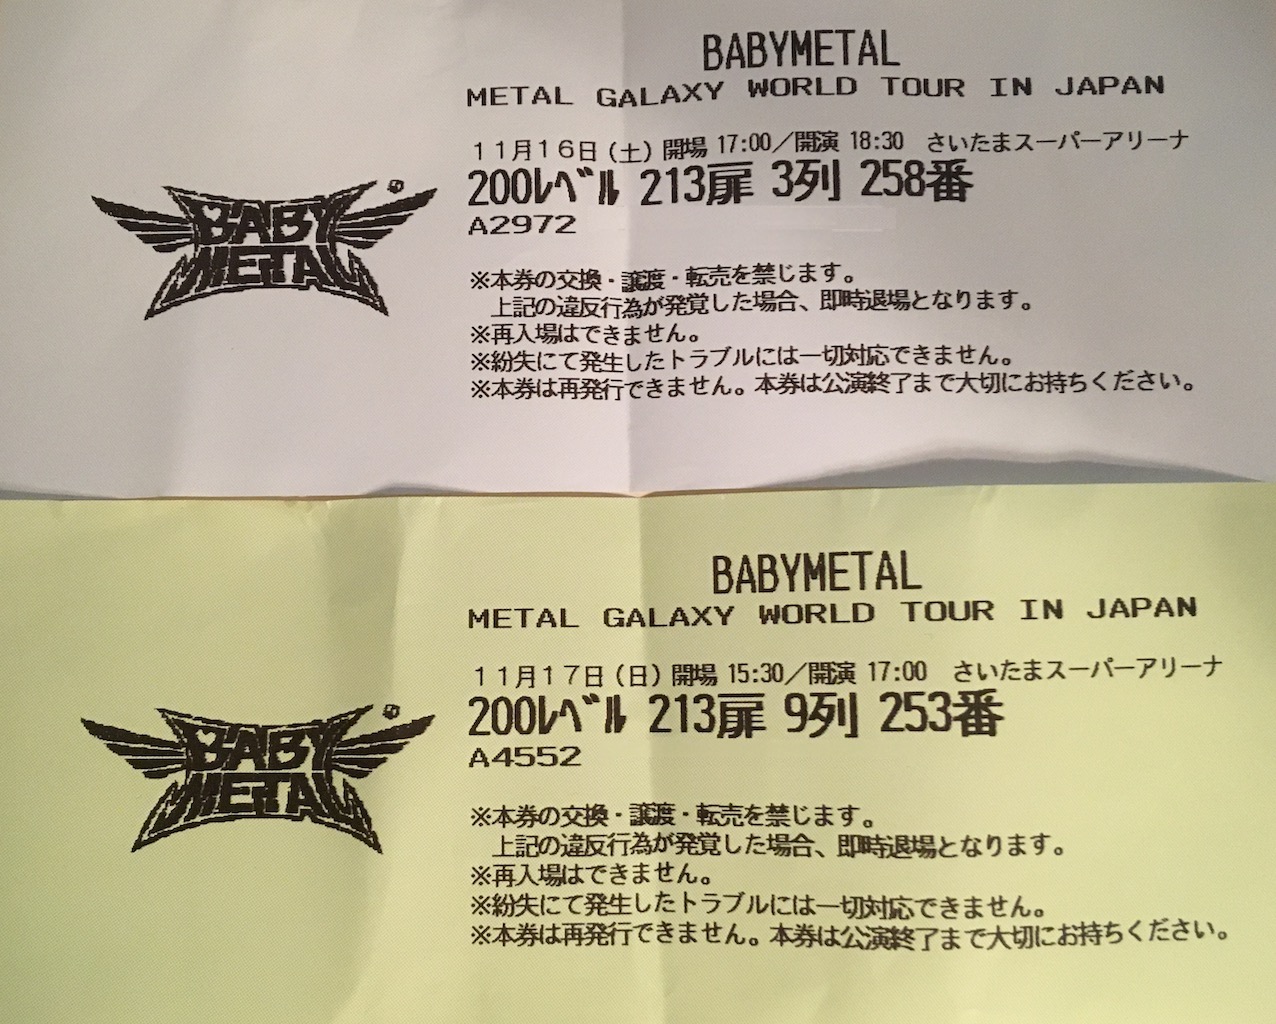 BABYMETAL
METAL GALAXY WORLD TOUR IN JAPAN
11月16日(土)開場 17:00/開演 18:30 さいたまスーパーアリーナ
200ﾚﾍﾞﾙ 213扉 3列 258番
A2972
BABY
METAL
※本券の交換・譲渡・転売を禁じます。
上記の違反行為が発覚した場合、即時退場となります。
※再入場はできません。
※紛失にて発生したトラブルには一切対応できません。
※本券は再発行できません。本券は公演終了まで大切にお持ちください。
BABYMETAL
METAL GALAXY WORLD TOUR IN JAPAN
11月17日(日)開場 15:30/開演 17:00 さいたまスーパーアリーナ
200ﾚﾍﾞﾙ 213扉 9列 253番
A4552
BABY
METAL
※本券の交換・譲渡・転売を禁じます。
上記の違反行為が発覚した場合、即時退場となります。
※再入場はできません。
※紛失にて発生したトラブルには一切対応できません。
※本券は再発行できません。本券は公演終了まで大切にお持ちください。